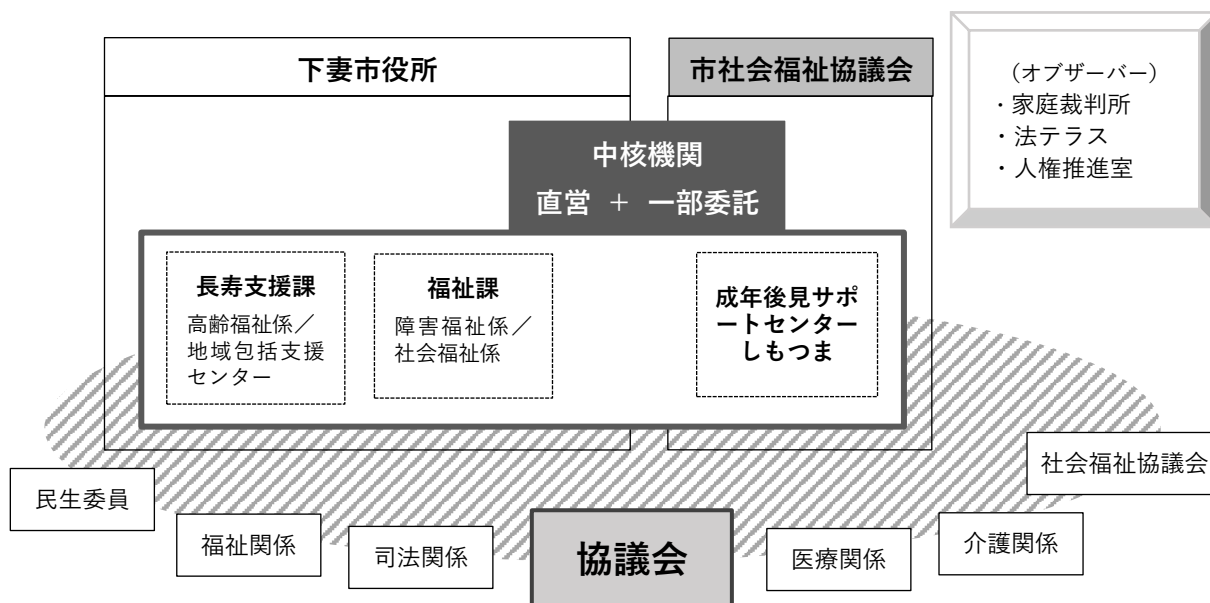 下妻市役所
市社会福祉協議会
（オブザーバー）
・家庭裁判所
・法テラス
・人権推進室
中核機関
直営 ＋ 一部委託
長寿支援課
高齢福祉係／
地域包括支援
センター
福祉課
障害福祉係／
社会福祉係
成年後見サポ
ートセンター
しもつま
民生委員
福祉関係
司法関係
協議会
医療関係
介護関係
社会福祉協議会